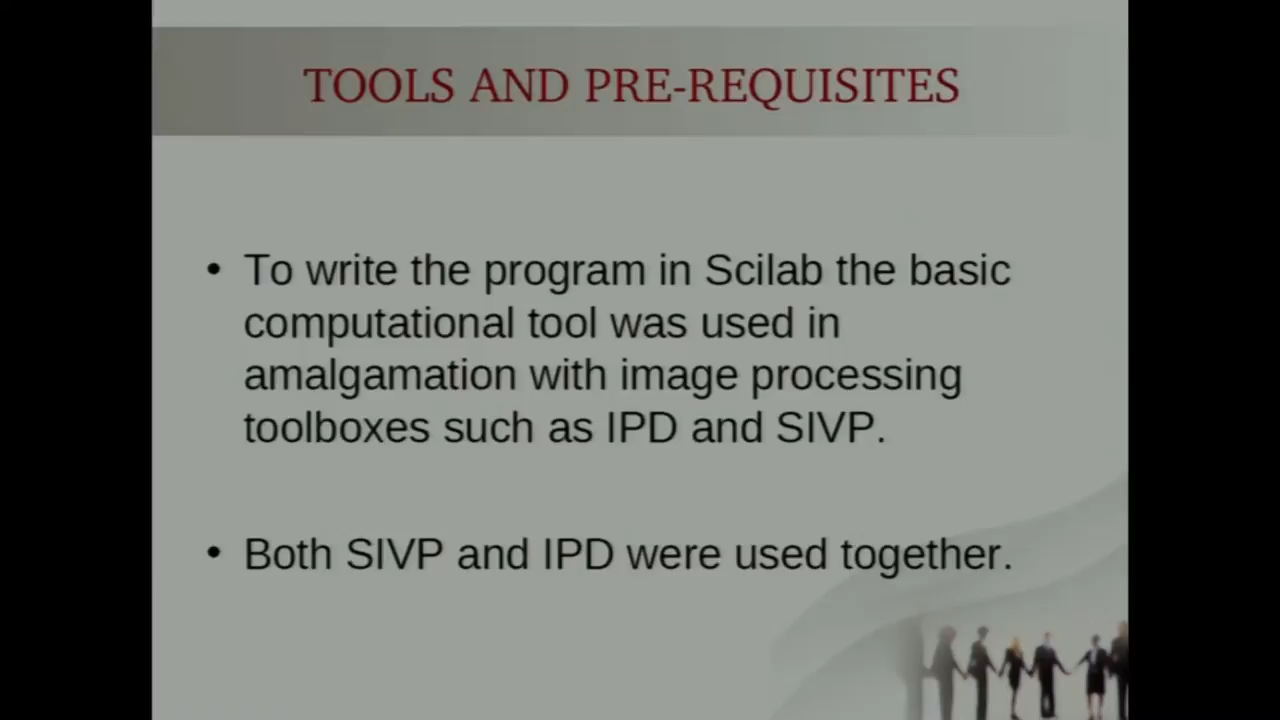 TOOLS AND PRE-REQUISITES
• To write the program in Scilab the basic
computational tool was used in
amalgamation with image processing
toolboxes such as IPD and SIVP.
• Both SIVP and IPD were used together.